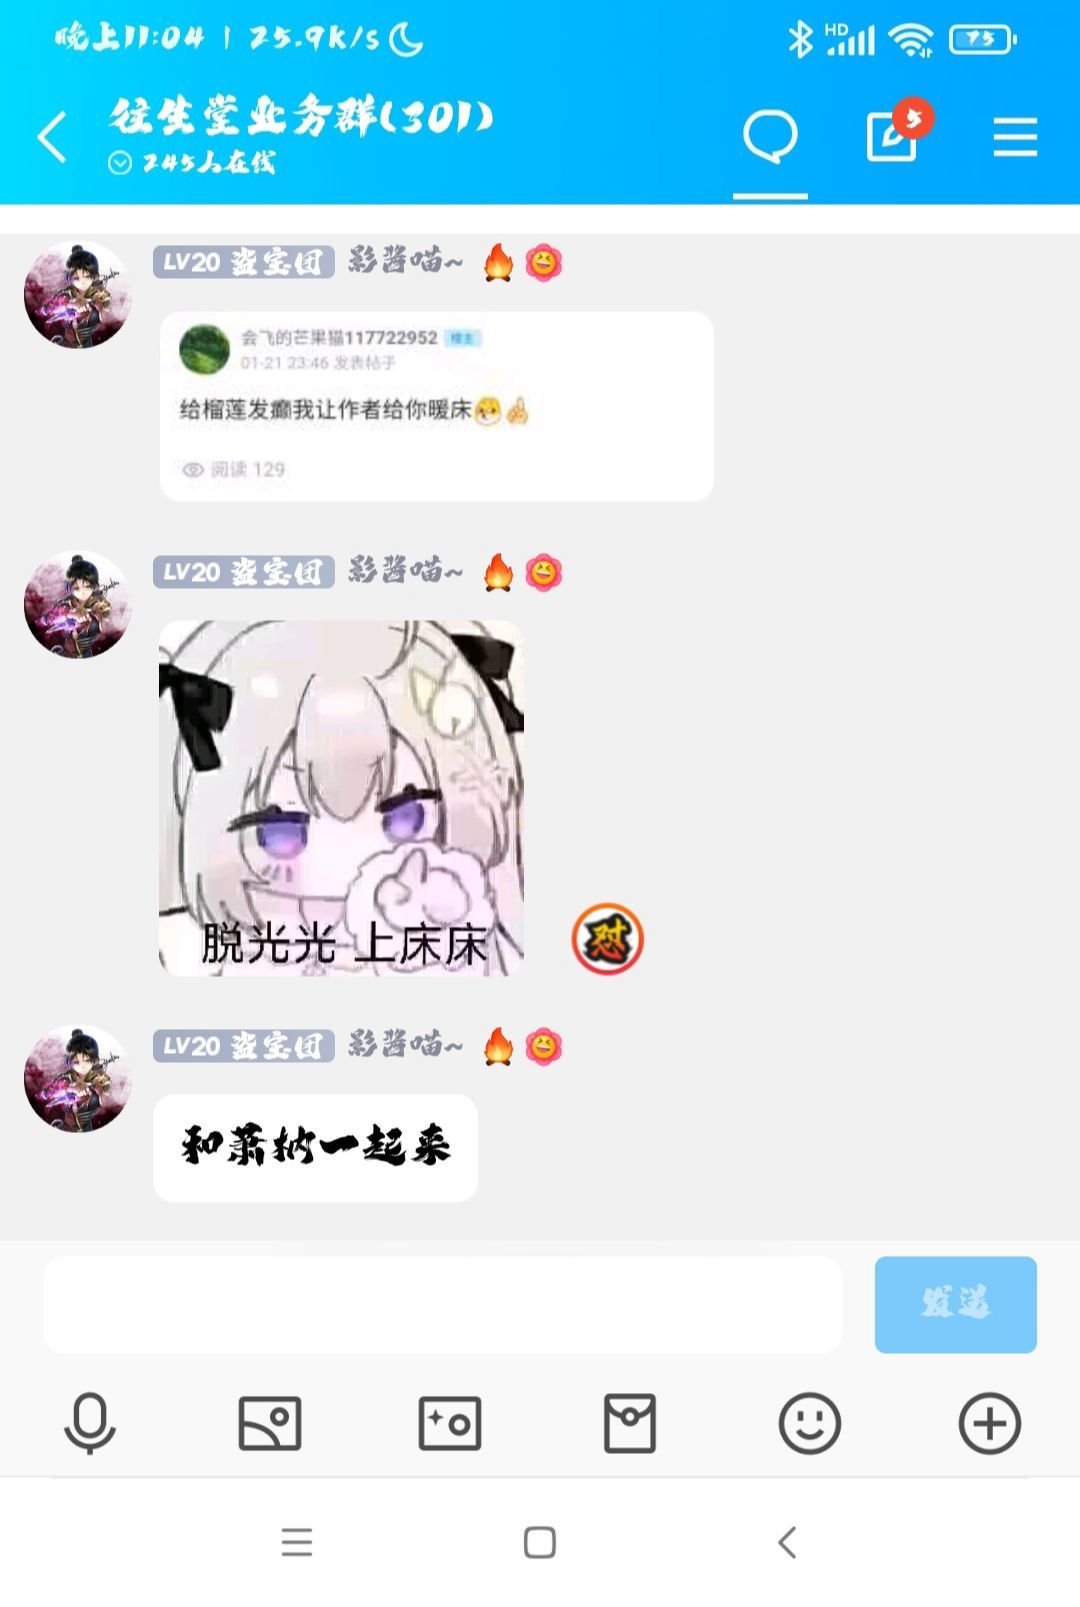 晚上11:04 | 25.9K/s
HD
75
往生堂业务群(301)
245人在线
5
LV20 盗宝团 影酱喵~
会飞的芒果猫117722952 楼主
01-21 23:46 发表帖子
给榴莲发癫我让作者给你暖床
阅读 129
LV20 盗宝团 影酱喵~
脱光光 上床床
怼
LV20 盗宝团 影酱喵~
和萧纳一起来
发送